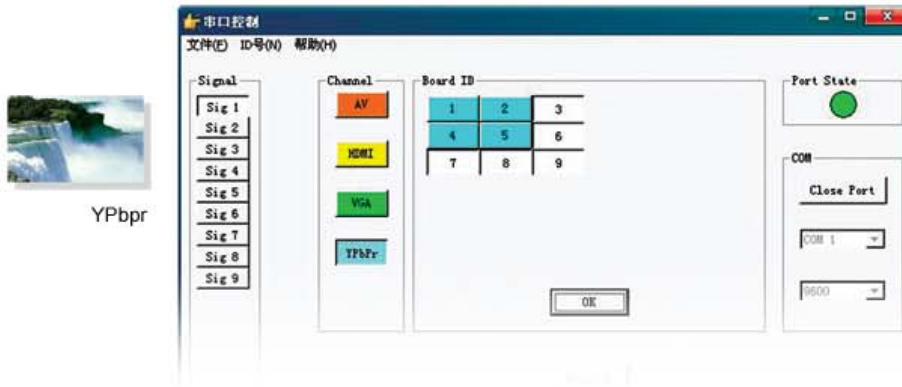 串口控制
文件(F) ID号(N) 帮助(H)
Signal
Sig 1
Sig 2
Sig 3
Sig 4
Sig 5
Sig 6
Sig 7
Sig 8
Sig 9
Channel
AV
HDMI
VGA
YPbPr
Board ID
1 2 3
4 5 6
7 8 9
OK
Port State
COM
Close Port
COM 1
9600
YPbpr